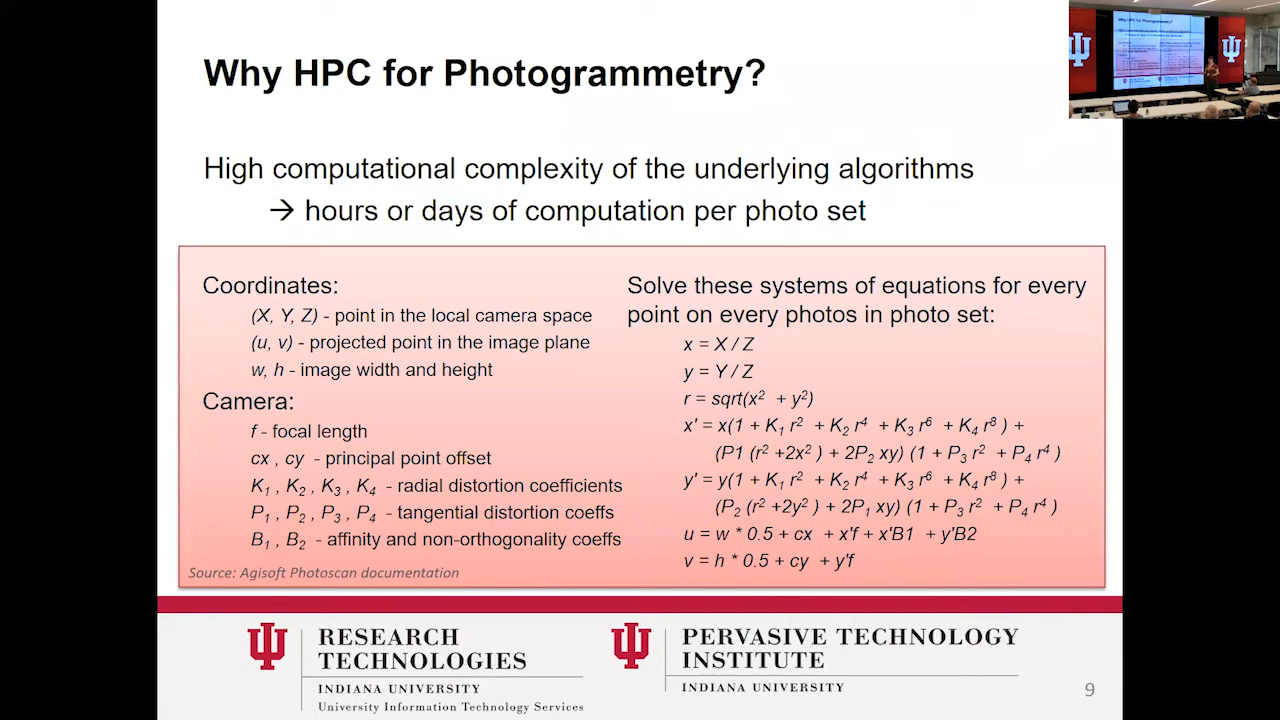 Why HPC for Photogrammetry?
High computational complexity of the underlying algorithms
→ hours or days of computation per photo set
Coordinates:
(X, Y, Z) - point in the local camera space
(u, v) - projected point in the image plane
w, h - image width and height
Camera:
f - focal length
cx , cy - principal point offset
K1 , K2 , K3 , K4 - radial distortion coefficients
P1 , P2 , P3 , P4 - tangential distortion coeffs
B1 , B2 - affinity and non-orthogonality coeffs
Source: Agisoft Photoscan documentation
Solve these systems of equations for every
point on every photos in photo set:
x = X / Z
y = Y / Z
r = sqrt(x² + y²)
x' = x(1 + K₁ r² + K₂ r⁴ + K₃ r⁶ + K₄ r⁸ ) +
(P1 (r² +2x² ) + 2P₂ xy) (1 + P₃ r² + P₄ r⁴ )
y' = y(1 + K₁ r² + K₂ r⁴ + K₃ r⁶ + K₄ r⁸ ) +
(P₂ (r² +2y² ) + 2P₁ xy) (1 + P₃ r² + P₄ r⁴ )
u = w * 0.5 + cx + x'f + x'B1 + y'B2
v = h * 0.5 + cy + y'f
RESEARCH
TECHNOLOGIES
INDIANA UNIVERSITY
University Information Technology Services
PERVASIVE TECHNOLOGY
INSTITUTE
INDIANA UNIVERSITY
9
Why HPC for Photogrammetry?